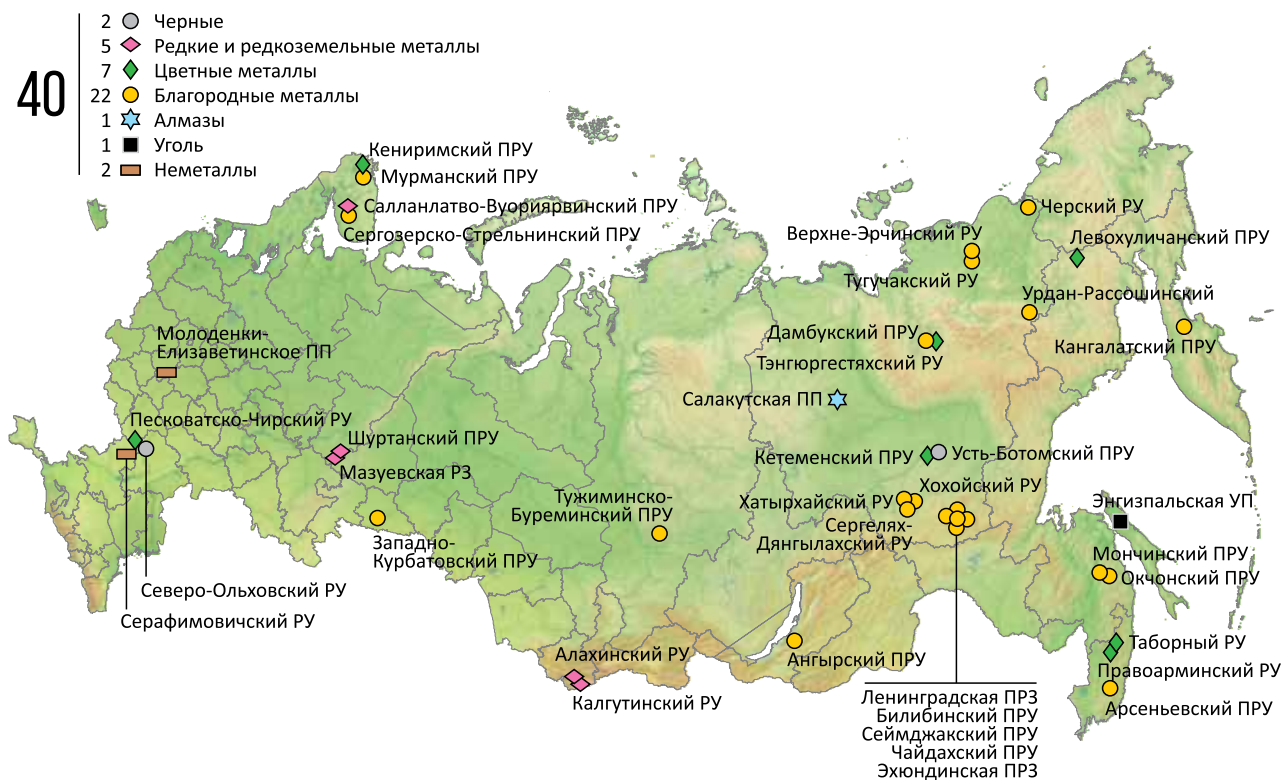 40
2 Черные
5 Редкие и редкоземельные металлы
7 Цветные металлы
22 Благородные металлы
1 Алмазы
1 Уголь
2 Неметаллы
Кениримский ПРУ
Мурманский ПРУ
Салланлатво-Вуориярвинский ПРУ
Сергозерско-Стрельнинский ПРУ
Черский РУ
Верхне-Эрчинский РУ
Левохуличанский ПРУ
Тугучакский РУ
Урдан-Рассошинский
Дамбукский ПРУ
Кангалатский ПРУ
Тэнгюргестяхский РУ
Молоденки-
Елизаветинское ПП
Салакутская ПП
Песковатско-Чирский РУ
Шуртанский ПРУ
Мазуевская РЗ
Кетеменский ПРУ
Усть-Ботомский ПРУ
Хохойский РУ
Хатырхайский РУ
Тужиминско-
Буреминский ПРУ
Сергелях-
Дянгылахский РУ
Энгизпальская УП
Западно-
Курбатовский ПРУ
Мончинский ПРУ
Окчонский ПРУ
Северо-Ольховский РУ
Серафимовичский РУ
Таборный РУ
Алахинский РУ
Ангырский ПРУ
Правоарминский РУ
Калгутинский РУ
Арсеньевский ПРУ
Ленинградская ПРЗ
Билибинский ПРУ
Сеймджакский ПРУ
Чайдахский ПРУ
Эхюндинская ПРЗ